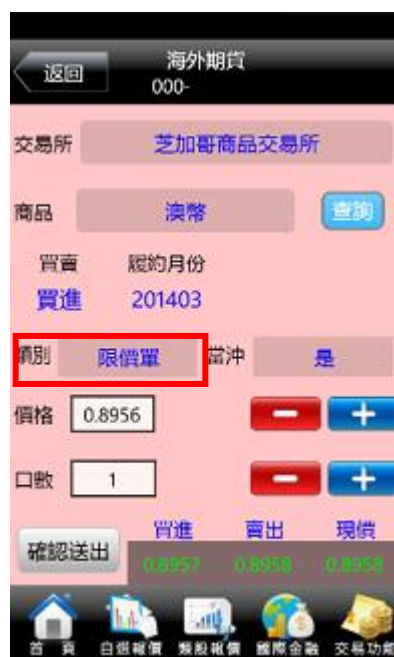 返回
海外期貨
000-
交易所 芝加哥商品交易所
商品 澳幣 查詢
買賣 履約月份
買進 201403
類別 限價單 當沖 是
價格 0.8956
口數 1
買進 賣出 現價
確認送出 0.8957 0.8958 0.8958
首頁 自選報價 類股報價 國際金融 交易功能